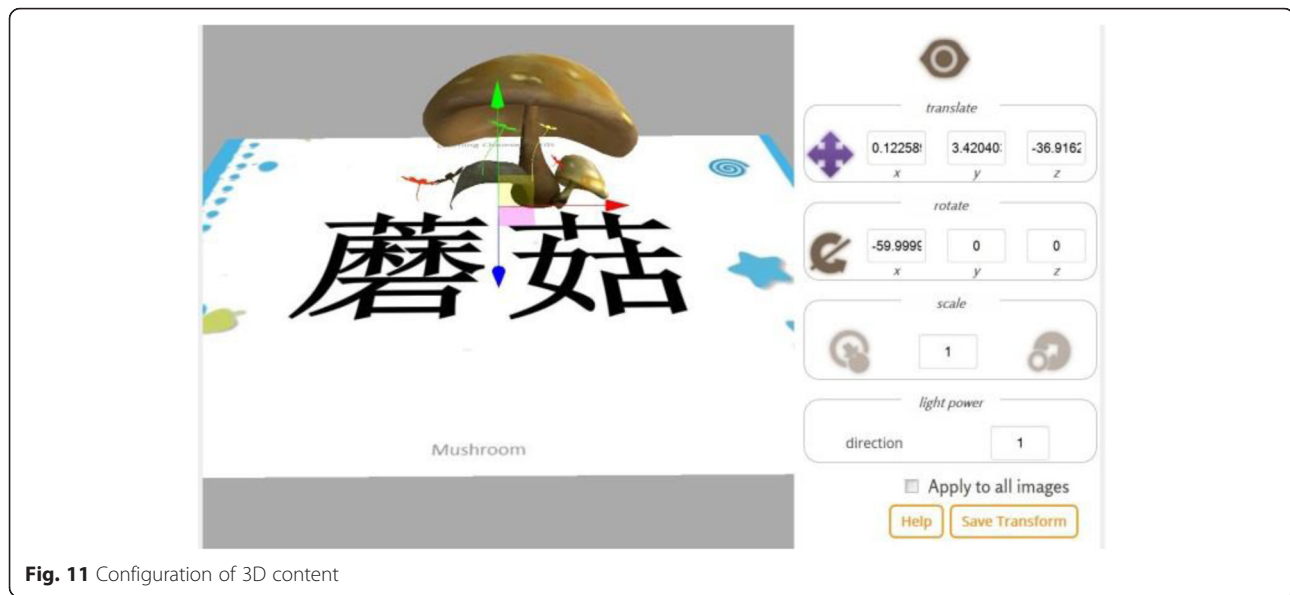 translate
0.12258
3.42040
-36.9162
x
y
z
rotate
-59.9999
0
0
x
y
z
蘑菇
scale
1
light power
direction
1
Mushroom
Apply to all images
Help
Save Transform
Fig. 11 Configuration of 3D content